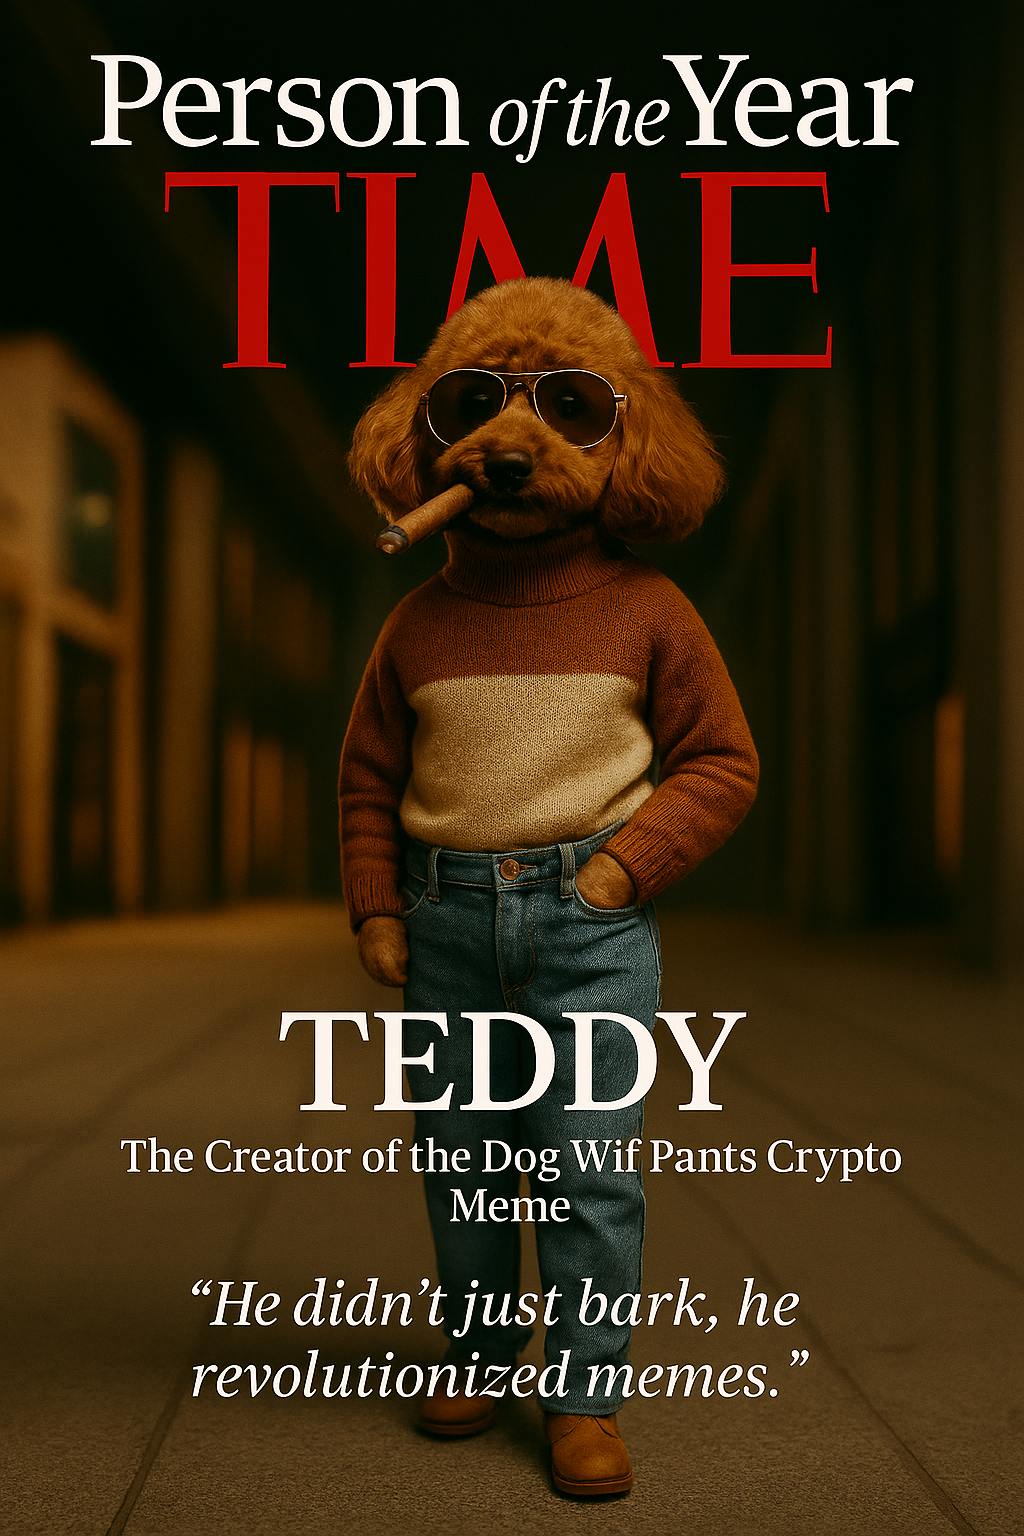 Person of the Year
TIME
TEDDY
The Creator of the Dog Wif Pants Crypto
Meme
“He didn’t just bark, he
revolutionized memes.”